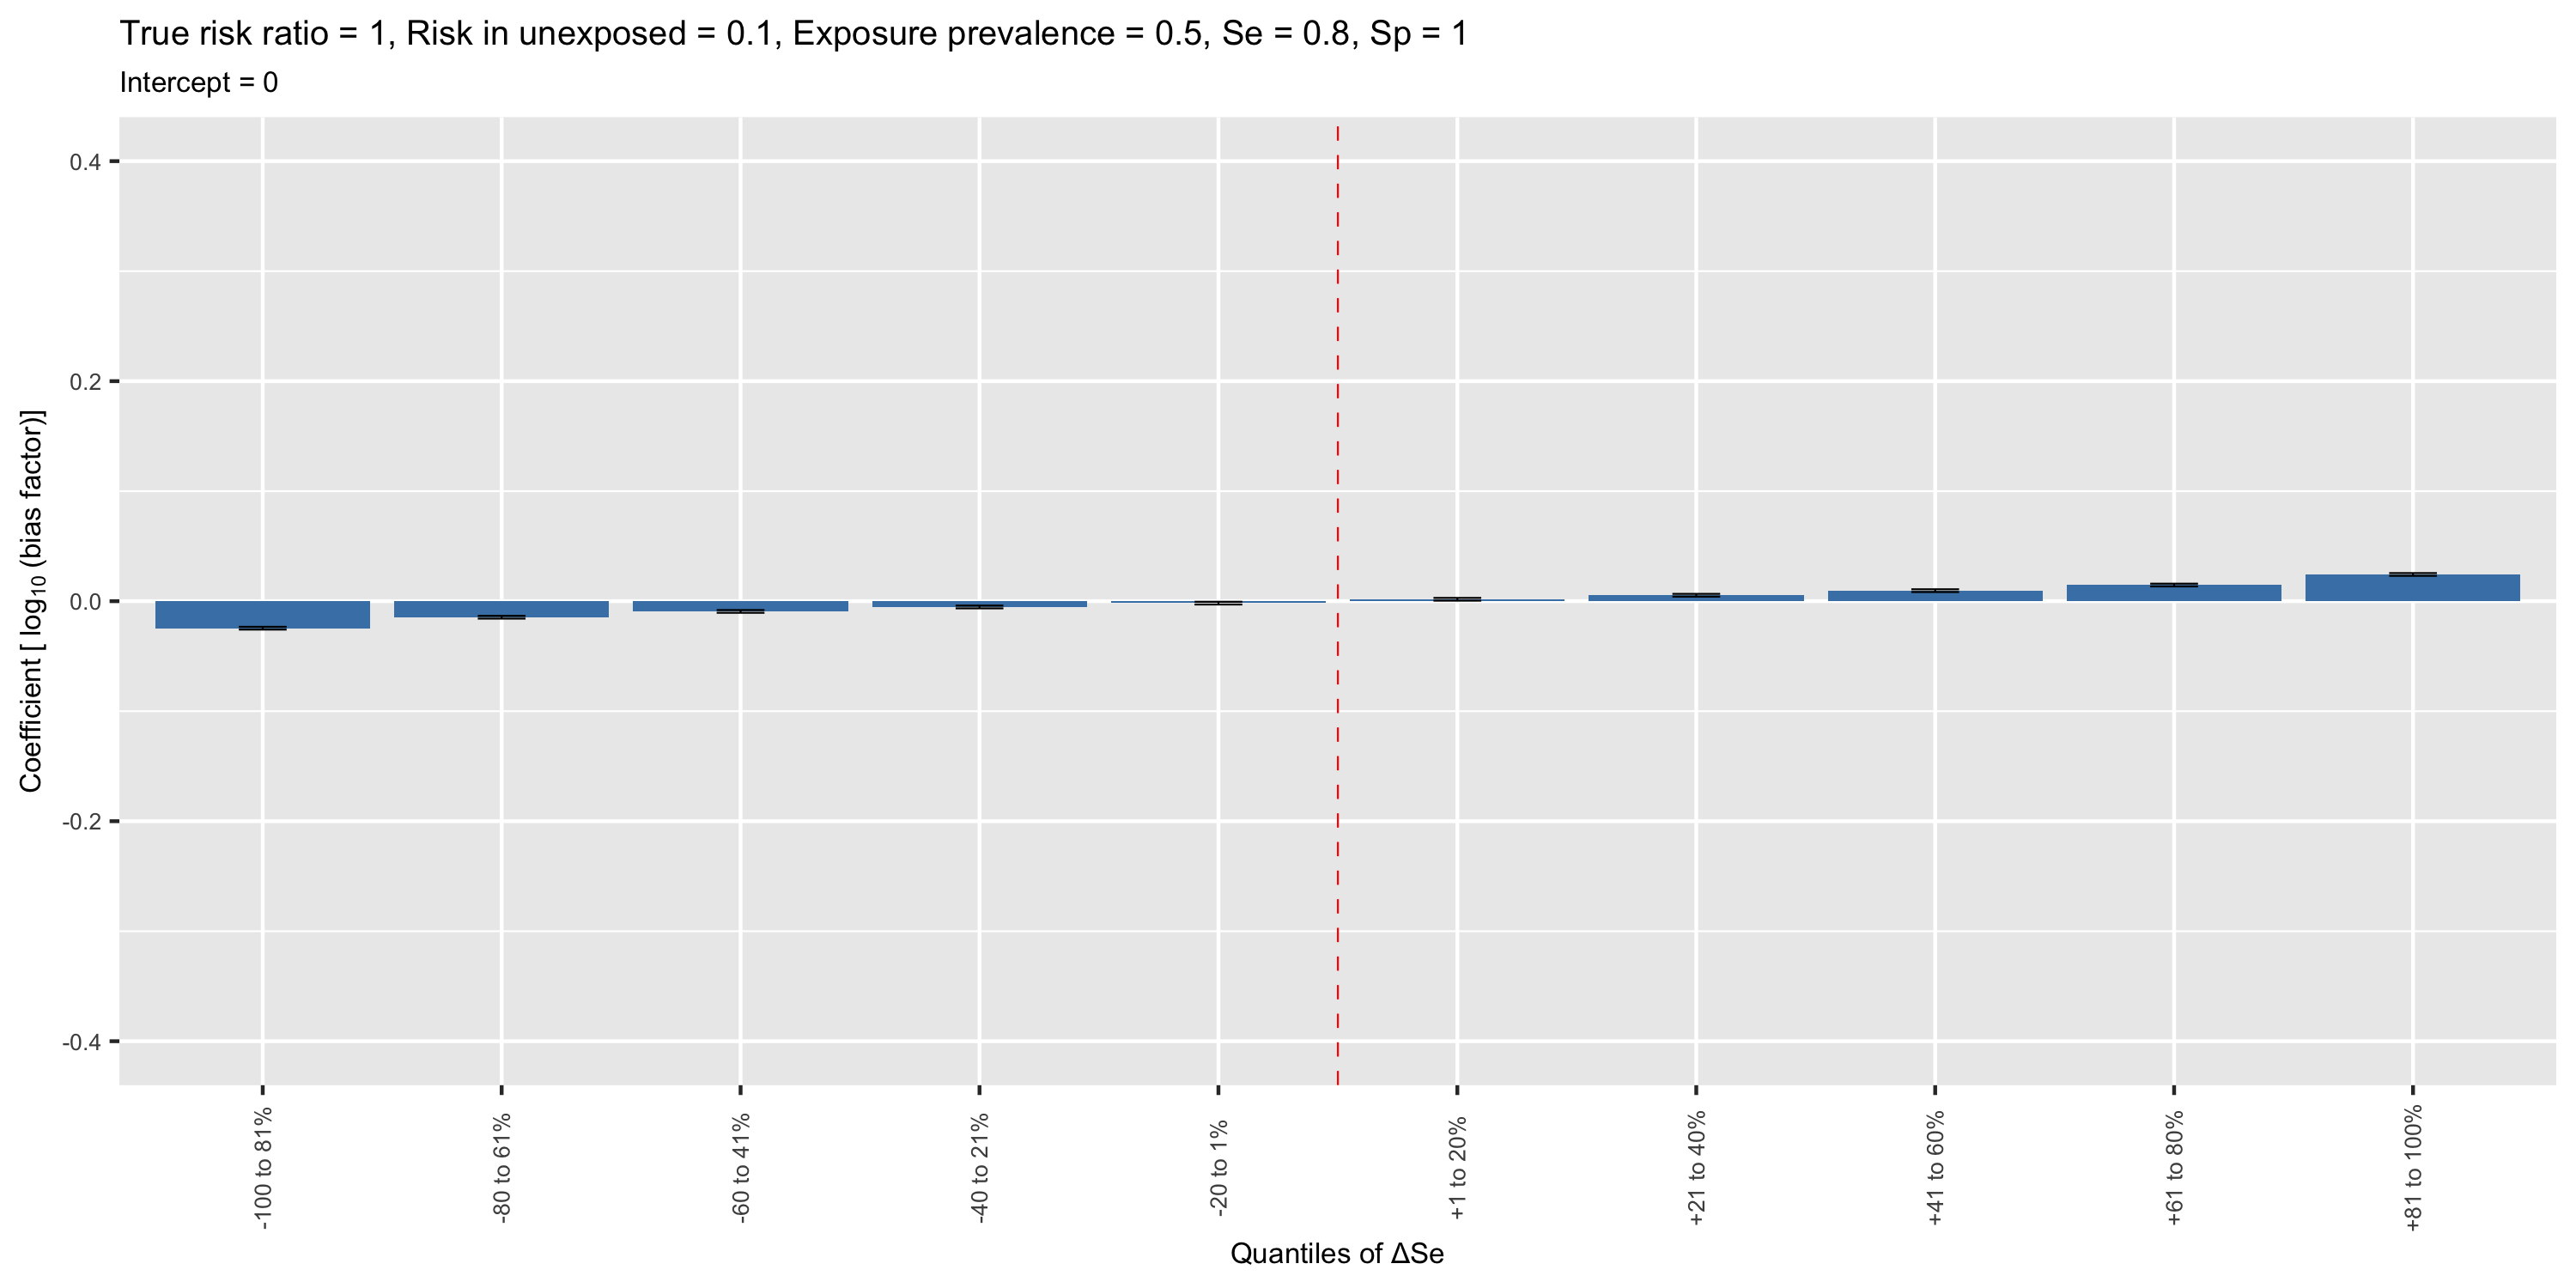 True risk ratio = 1, Risk in unexposed = 0.1, Exposure prevalence = 0.5, Se = 0.8, Sp = 1
Intercept = 0
Coefficient [ log₁₀ (bias factor)]
0.4
0.2
0.0
-0.2
-0.4
-100 to 81%
-80 to 61%
-60 to 41%
-40 to 21%
-20 to 1%
+1 to 20%
+21 to 40%
+41 to 60%
+61 to 80%
+81 to 100%
Quantiles of ΔSe